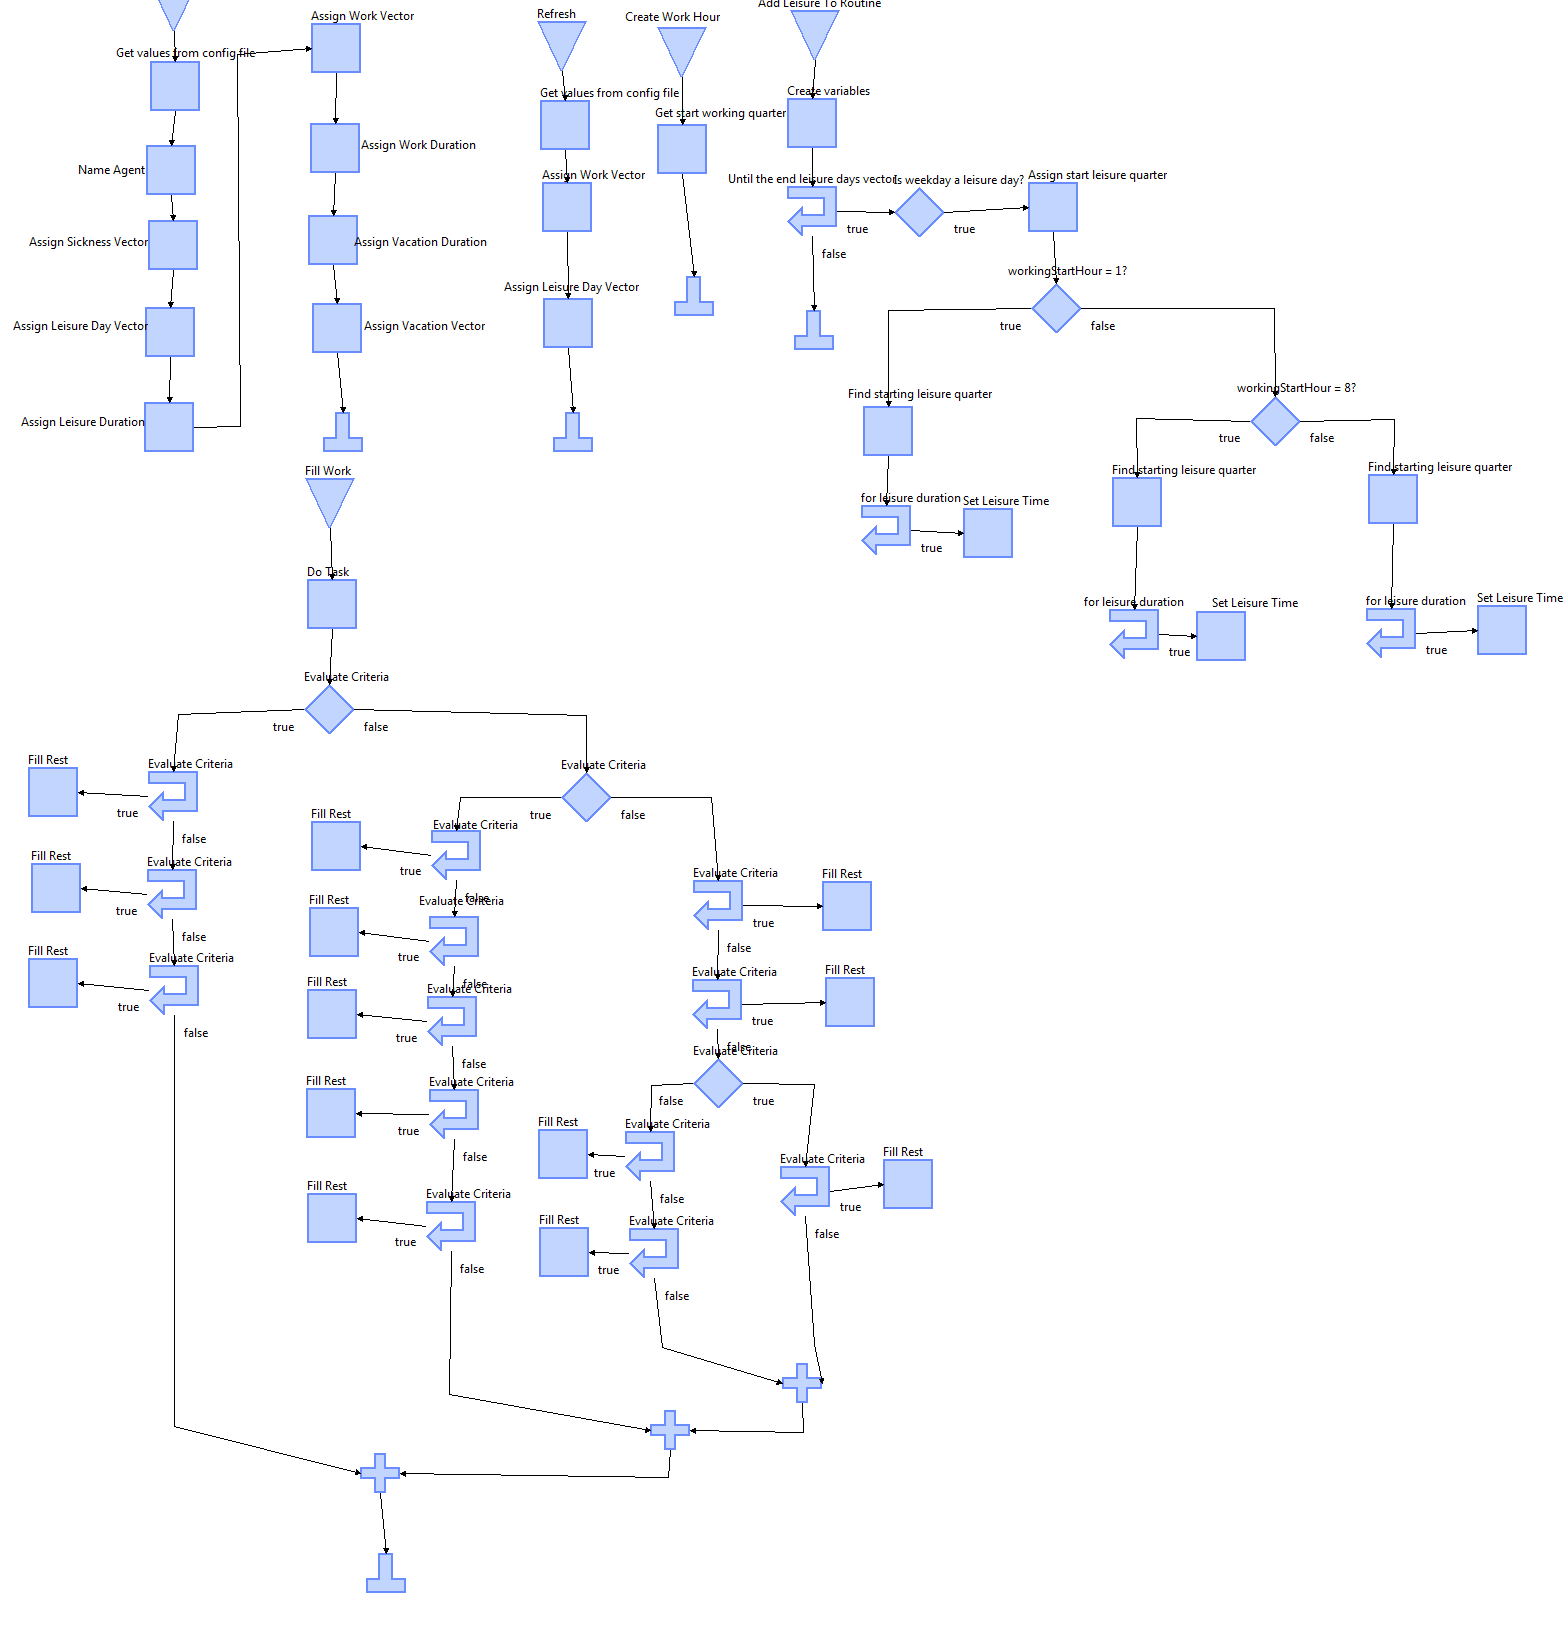 Get values from config file
Name Agent
Assign Sickness Vector
Assign Leisure Day Vector
Assign Leisure Duration
Assign Work Vector
Assign Work Duration
Assign Vacation Duration
Assign Vacation Vector
Refresh
Get values from config file
Assign Work Vector
Assign Leisure Day Vector
Create Work Hour
Get start working quarter
Add Leisure To Routine
Create variables
Until the end leisure days vector
true
false
Is weekday a leisure day?
true
Assign start leisure quarter
workingStartHour = 1?
true
false
Find starting leisure quarter
for leisure duration
true
Set Leisure Time
workingStartHour = 8?
true
false
Find starting leisure quarter
for leisure duration
true
Set Leisure Time
Find starting leisure quarter
for leisure duration
true
Set Leisure Time
Fill Work
Do Task
Evaluate Criteria
true
false
Fill Rest
Evaluate Criteria
true
false
Fill Rest
Evaluate Criteria
true
false
Fill Rest
Evaluate Criteria
true
false
Evaluate Criteria
true
false
Fill Rest
Evaluate Criteria
true
false
Fill Rest
Evaluate Criteria
true
false
Fill Rest
Evaluate Criteria
true
false
Fill Rest
Evaluate Criteria
true
false
Fill Rest
Evaluate Criteria
true
false
Evaluate Criteria
Fill Rest
true
false
Evaluate Criteria
Fill Rest
true
false
Evaluate Criteria
false
true
Fill Rest
Evaluate Criteria
true
false
Fill Rest
Evaluate Criteria
true
false
Evaluate Criteria
Fill Rest
true
false